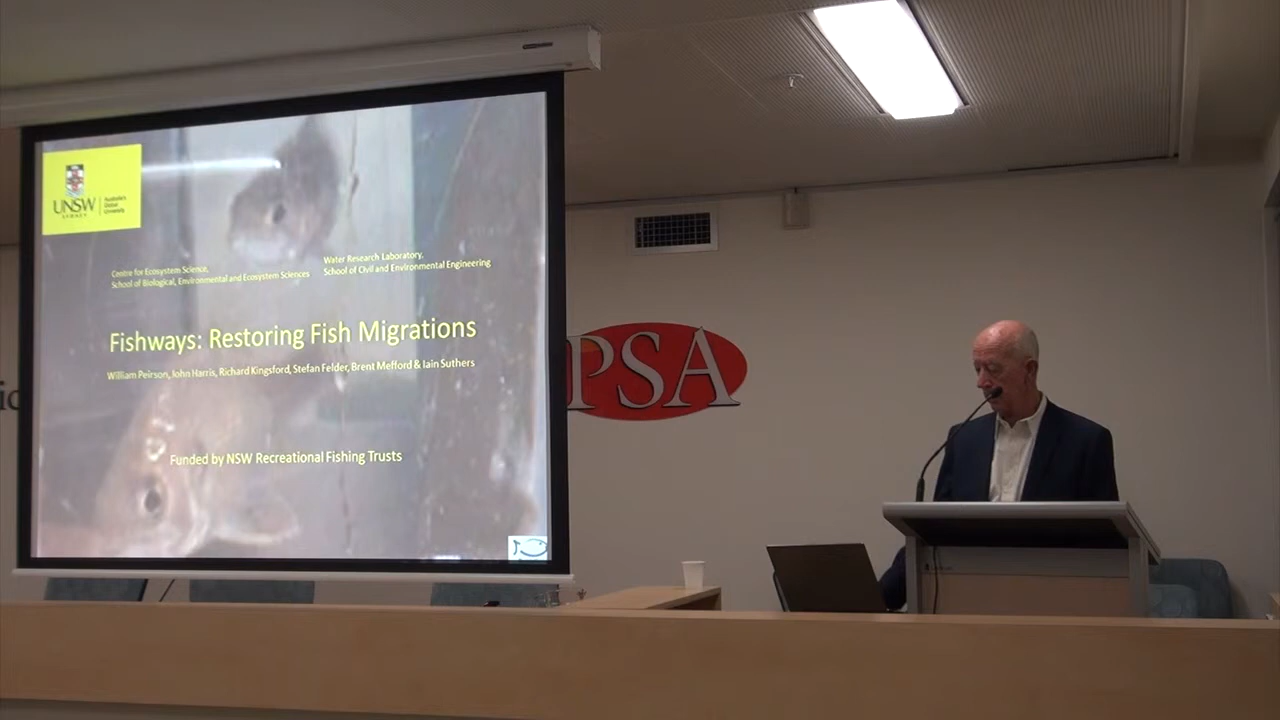 UNSW
SYDNEY
Australia's
Global
University
Centre for Ecosystem Science,
School of Biological, Environmental and Ecosystem Sciences
Water Research Laboratory,
School of Civil and Environmental Engineering
Fishways: Restoring Fish Migrations
William Peirson, John Harris, Richard Kingsford, Stefan Felder, Brent Mefford & Iain Suthers
Funded by NSW Recreational Fishing Trusts
PSA